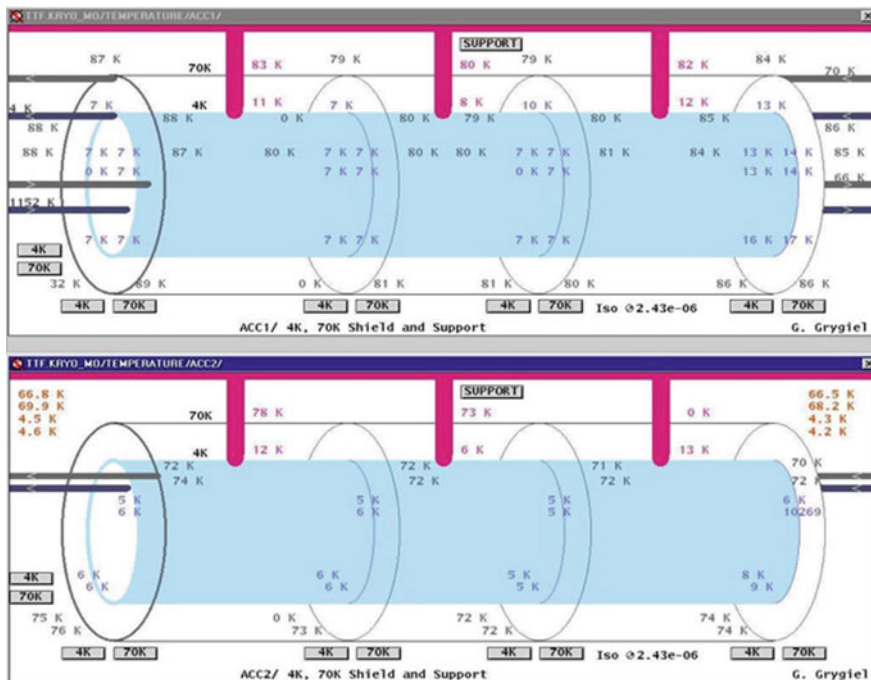 TTF.KRYO_MO/TEMPERATURE/ACC1/
SUPPORT
87 K 70K 83 K 79 K 80 K 79 K 82 K 84 K 70 K
4 K 7 K 4K 11 K 7 K 8 K 10 K 12 K 13 K
88 K 88 K 0 K 80 K 79 K 80 K 85 K 86 K
88 K 7 K 7 K 87 K 80 K 7 K 7 K 80 K 80 K 7 K 7 K 81 K 84 K 13 K 14 K 85 K
0 K 7 K 7 K 7 K 0 K 7 K 13 K 14 K 66 K
1152 K
7 K 7 K 7 K 7 K 7 K 7 K 16 K 17 K
4K
70K
32 K 89 K 0 K 81 K 81 K 80 K 86 K 86 K
4K 70K 4K 70K 4K 70K Iso 2.43e-06 4K 70K
ACC1/ 4K, 70K Shield and Support G. Grygiel
TTF.KRYO_MO/TEMPERATURE/ACC2/
66.8 K SUPPORT 66.5 K
69.9 K 68.2 K
70K 78 K 73 K 0 K
4.5 K 4.3 K
4.6 K 4.2 K
4K 12 K 6 K 13 K
72 K 72 K 71 K 70 K
74 K 72 K 72 K 72 K
5 K 5 K 5 K 6 K
6 K 6 K 5 K 10269
6 K 6 K 5 K 8 K
4K
6 K 6 K 5 K 9 K
70K
75 K 0 K 72 K 74 K
76 K 73 K 72 K 74 K
4K 70K 4K 70K 4K 70K Iso 2.43e-06 4K 70K
ACC2/ 4K, 70K Shield and Support G. Grygiel